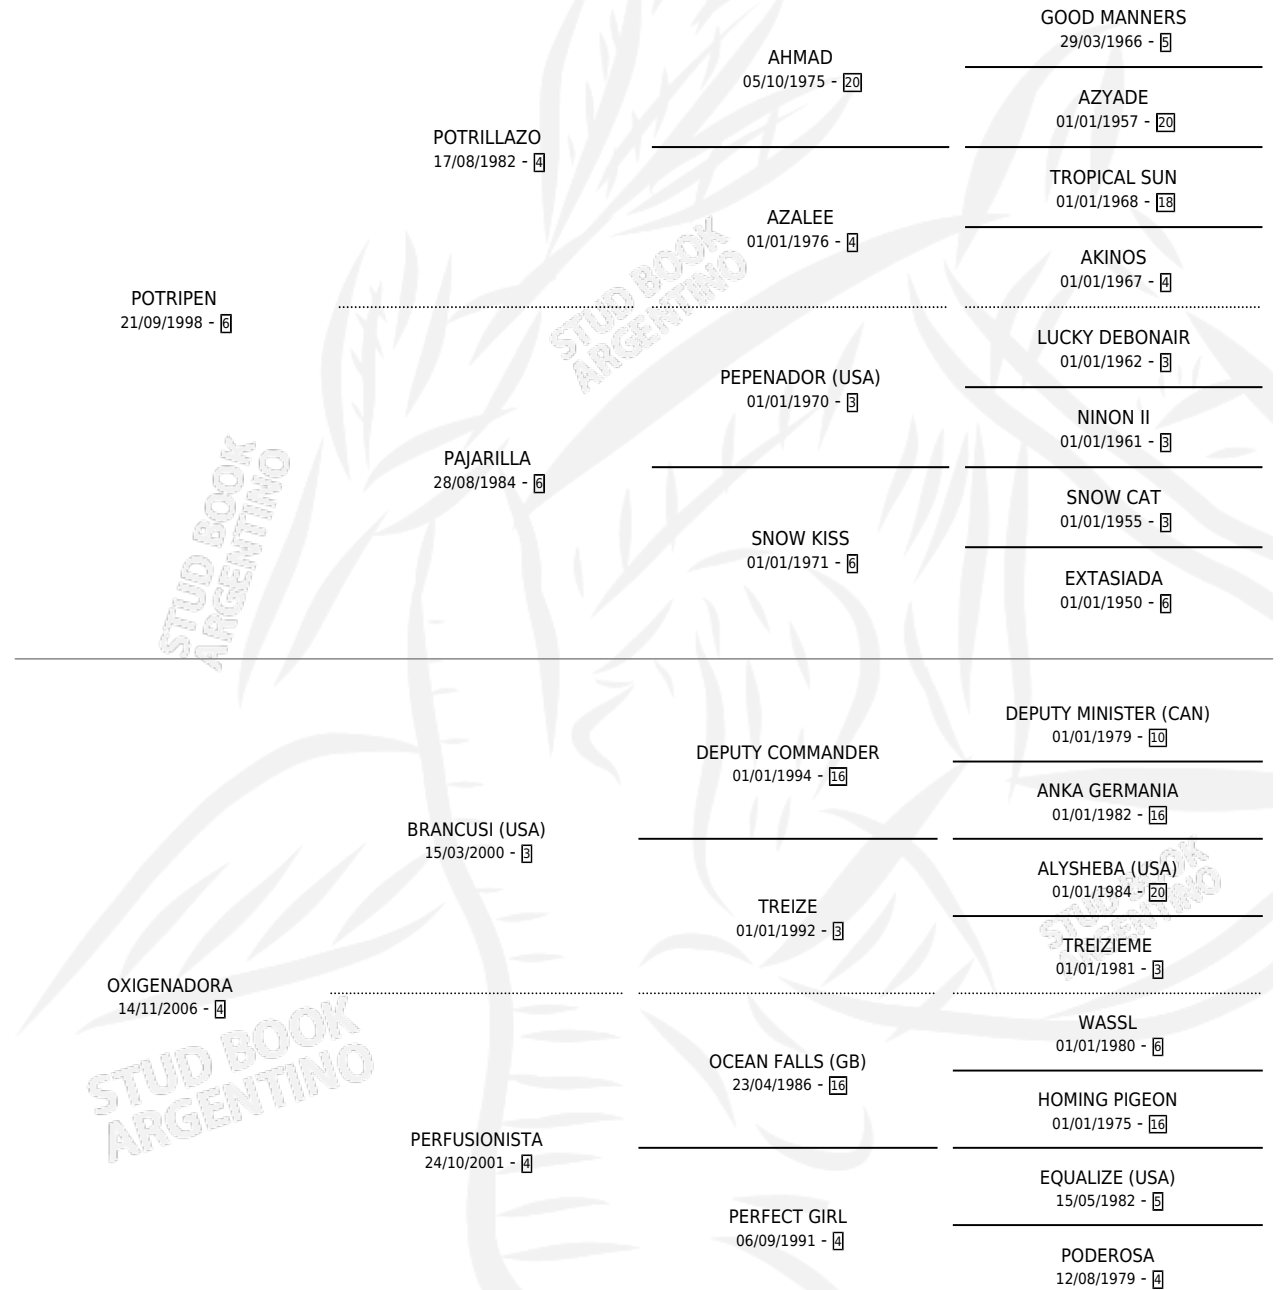 GOOD MANNERS
29/03/1966 - 5
AHMAD
05/10/1975 - 20
AZYADE
01/01/1957 - 20
POTRILLAZO
17/08/1982 - 4
TROPICAL SUN
01/01/1968 - 18
AZALEE
01/01/1976 - 4
AKINOS
01/01/1967 - 4
POTRIPEN
21/09/1998 - 6
LUCKY DEBONAIR
01/01/1962 - 3
PEPENADOR (USA)
01/01/1970 - 3
NINON II
01/01/1961 - 3
PAJARILLA
28/08/1984 - 6
SNOW CAT
01/01/1955 - 3
SNOW KISS
01/01/1971 - 6
EXTASIADA
01/01/1950 - 6
DEPUTY MINISTER (CAN)
01/01/1979 - 10
DEPUTY COMMANDER
01/01/1994 - 16
ANKA GERMANIA
01/01/1982 - 16
BRANCUSI (USA)
15/03/2000 - 3
ALYSHEBA (USA)
01/01/1984 - 20
TREIZE
01/01/1992 - 3
TREIZIEME
01/01/1981 - 3
OXIGENADORA
14/11/2006 - 4
WASSL
01/01/1980 - 6
OCEAN FALLS (GB)
23/04/1986 - 16
HOMING PIGEON
01/01/1975 - 16
PERFUSIONISTA
24/10/2001 - 4
EQUALIZE (USA)
15/05/1982 - 5
PERFECT GIRL
06/09/1991 - 4
PODEROSA
12/08/1979 - 4
STUD BOOK
ARGENTINO
STUD BOOK
ARGENTINO
STUD BOOK
ARGENTINO
STUD BOOK
ARGENTINO